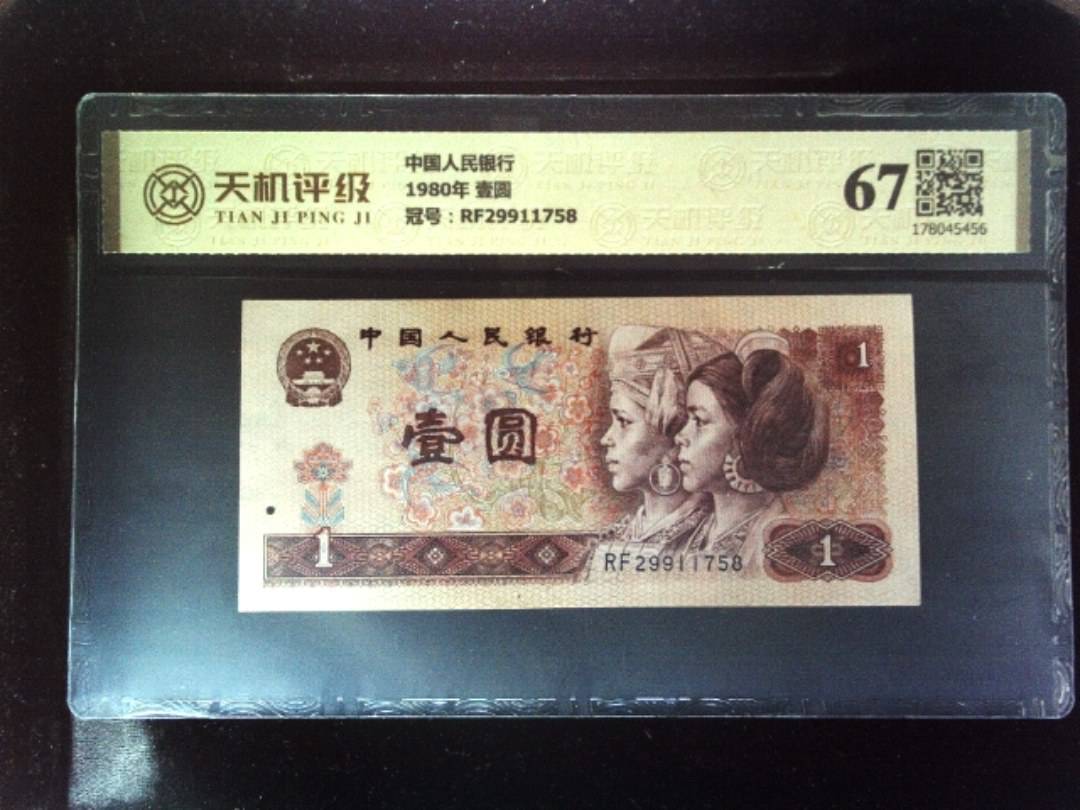 天机评级
TIAN JI PING JI
中国人民银行
1980年 壹圆
冠号：RF29911758
67
178045456
中国人民银行
1
壹圆
1
RF29911758
1